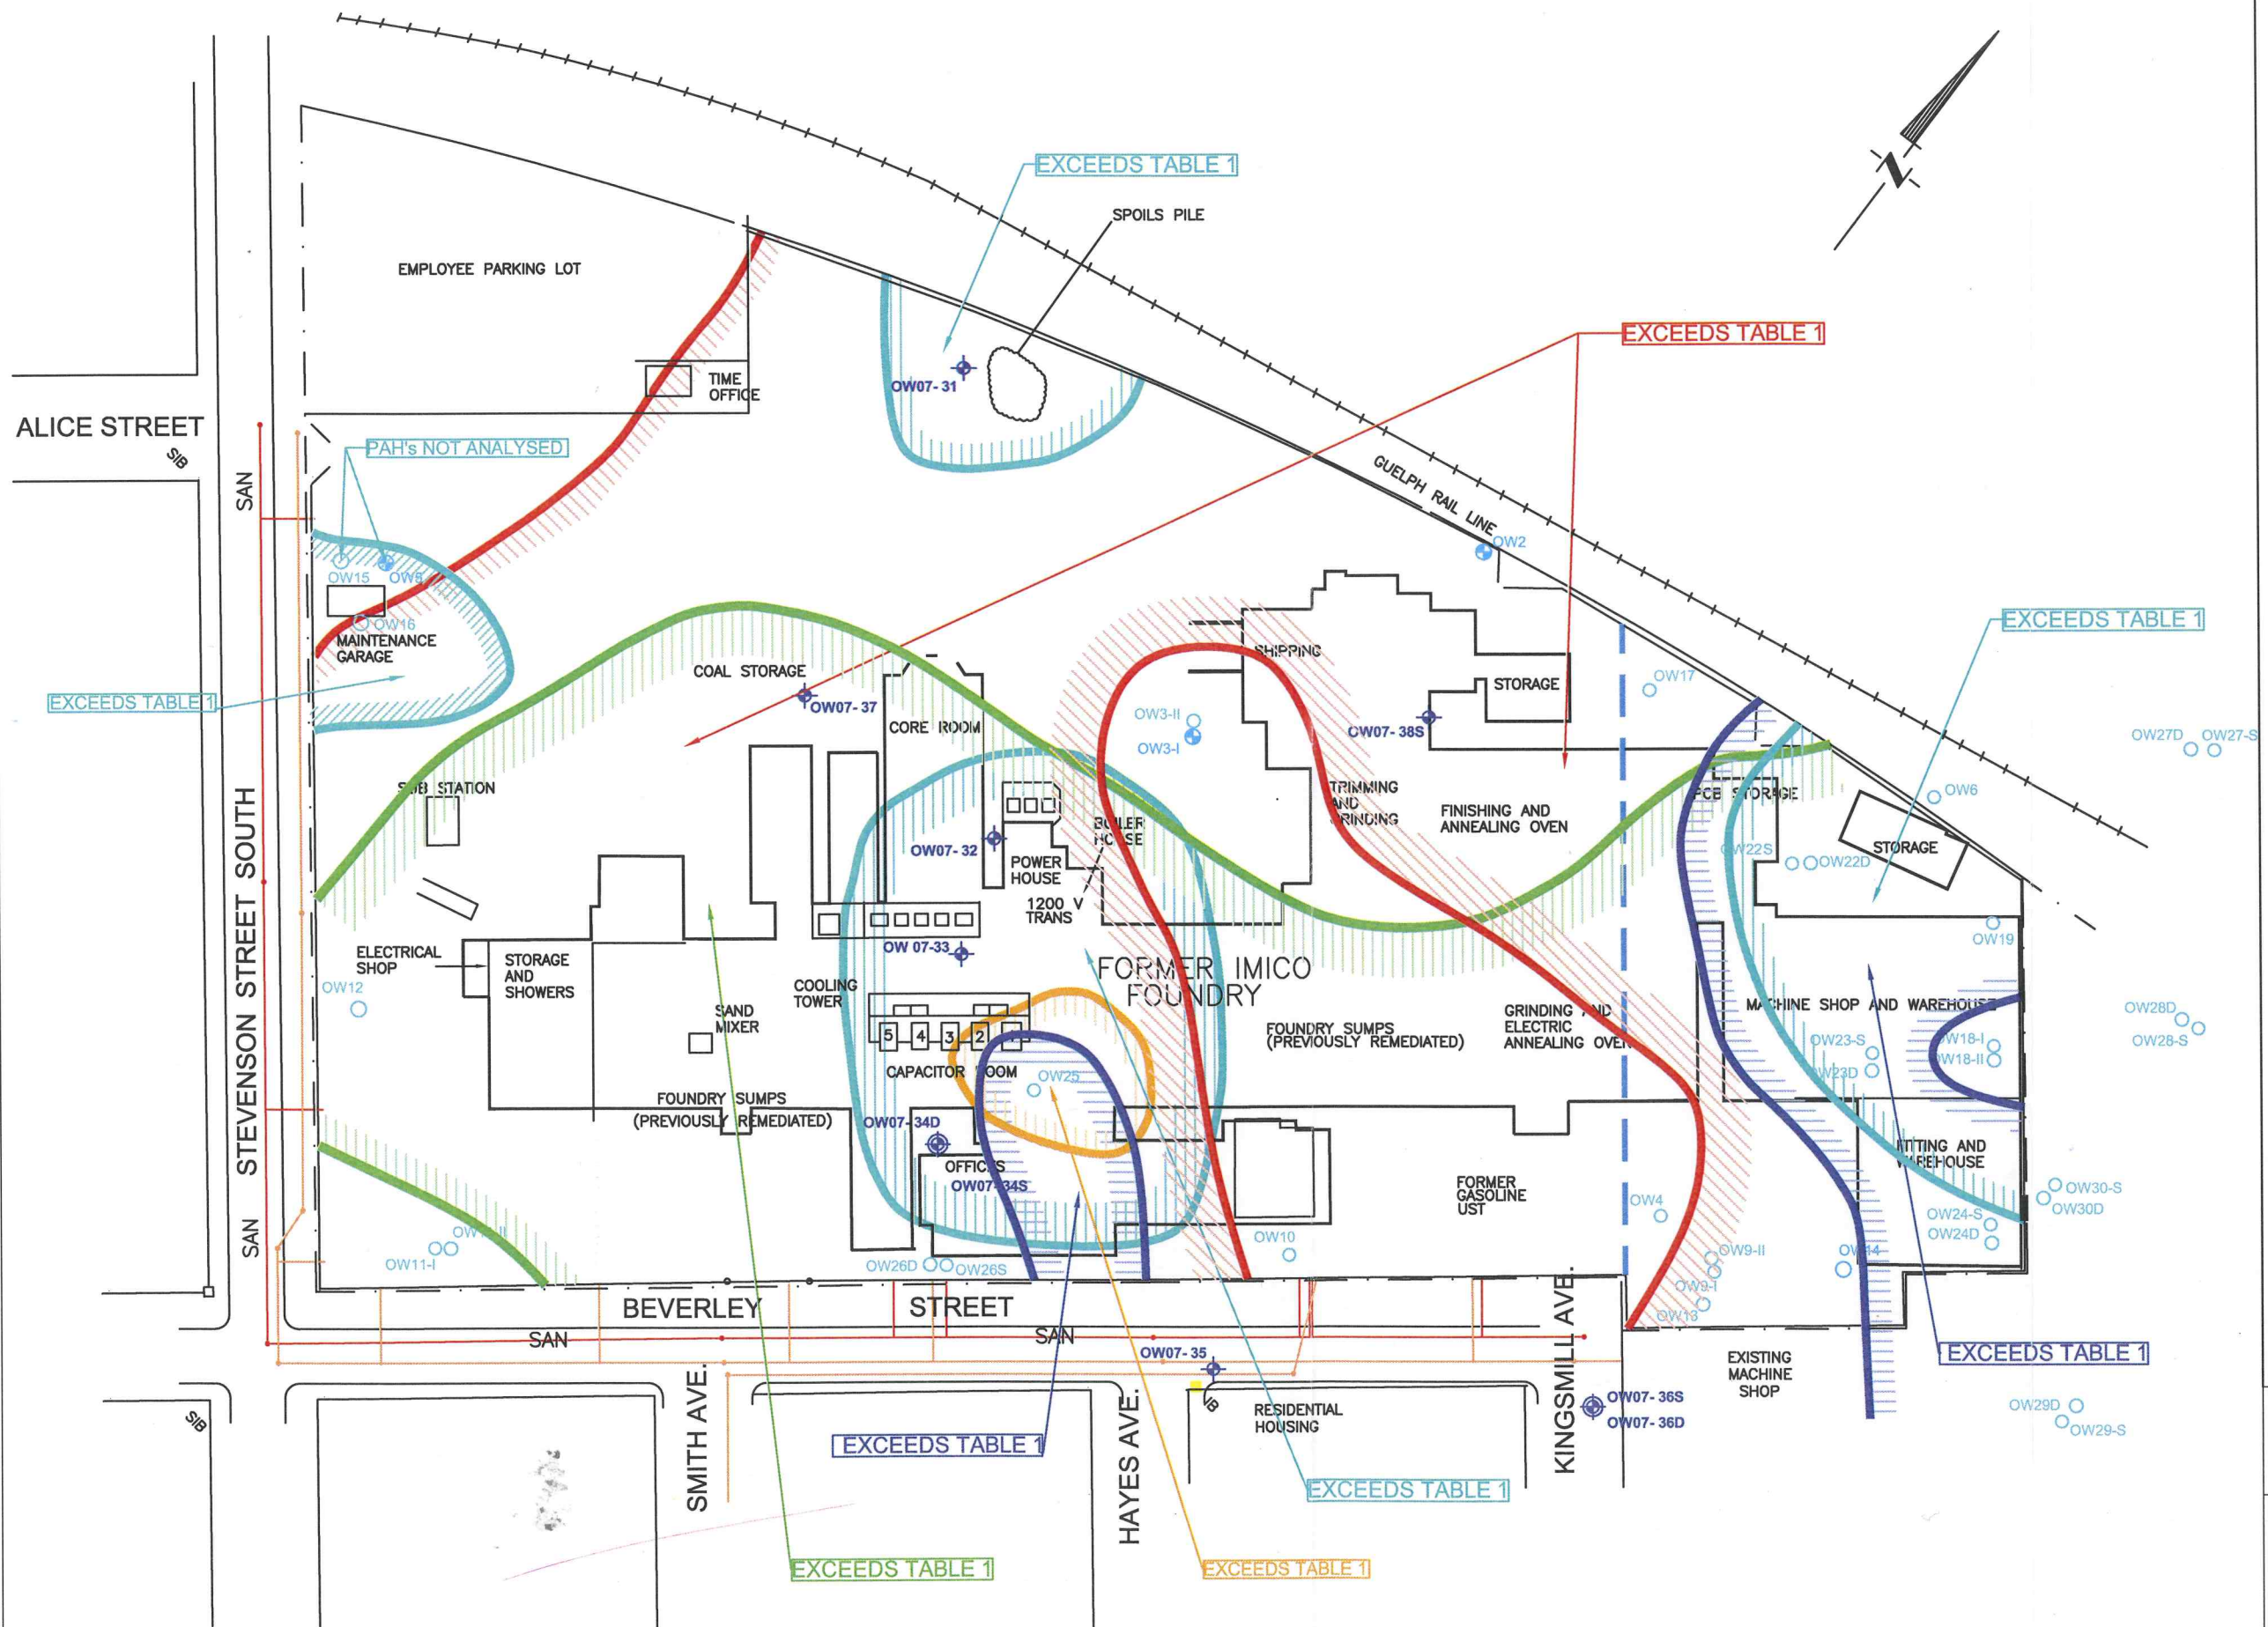 EXCEEDS TABLE 1
SPOILS PILE
N
EMPLOYEE PARKING LOT
EXCEEDS TABLE 1
TIME
OFFICE
OW07-31
ALICE STREET
SIB
PAH's NOT ANALYSED
SAN
GUELPH RAIL LINE
OW2
OW15
OW5
OW16
MAINTENANCE
GARAGE
EXCEEDS TABLE 1
EXCEEDS TABLE 1
COAL STORAGE
OW07-37
CORE ROOM
SHIPPING
STORAGE
OW17
OW3-II
OW3-I
OW07-38S
OW27D
OW27-S
SUB STATION
TRIMMING
AND
GRINDING
FINISHING AND
ANNEALING OVEN
PCB STORAGE
OW6
BOILER
HOUSE
OW07-32
POWER
HOUSE
1200 V
TRANS
OW22S
OW22D
STORAGE
STEVENSON STREET SOUTH
ELECTRICAL
SHOP
STORAGE
AND
SHOWERS
OW 07-33
OW19
OW12
COOLING
TOWER
FORMER IMICO
FOUNDRY
SAND
MIXER
5
4
3
2
1
FOUNDRY SUMPS
(PREVIOUSLY REMEDIATED)
GRINDING AND
ELECTRIC
ANNEALING OVEN
MACHINE SHOP AND WAREHOUSE
OW28D
OW28-S
OW23-S
OW23D
OW18-I
OW18-II
CAPACITOR ROOM
OW25
FOUNDRY SUMPS
(PREVIOUSLY REMEDIATED)
OW07-34D
OFFICES
OW07-34S
FITTING AND
WAREHOUSE
FORMER
GASOLINE
UST
OW4
OW30-S
OW30D
OW24-S
OW24D
SAN
OW11-I
OW26D
OW26S
OW10
OW9-II
OW9-I
OW13
OW14
BEVERLEY STREET
SAN
SAN
OW07-35
EXISTING
MACHINE
SHOP
EXCEEDS TABLE 1
SIB
SMITH AVE.
HAYES AVE.
KINGSMILL AVE.
RESIDENTIAL
HOUSING
OW07-36S
OW07-36D
OW29D
OW29-S
EXCEEDS TABLE 1
EXCEEDS TABLE 1
EXCEEDS TABLE 1
EXCEEDS TABLE 1